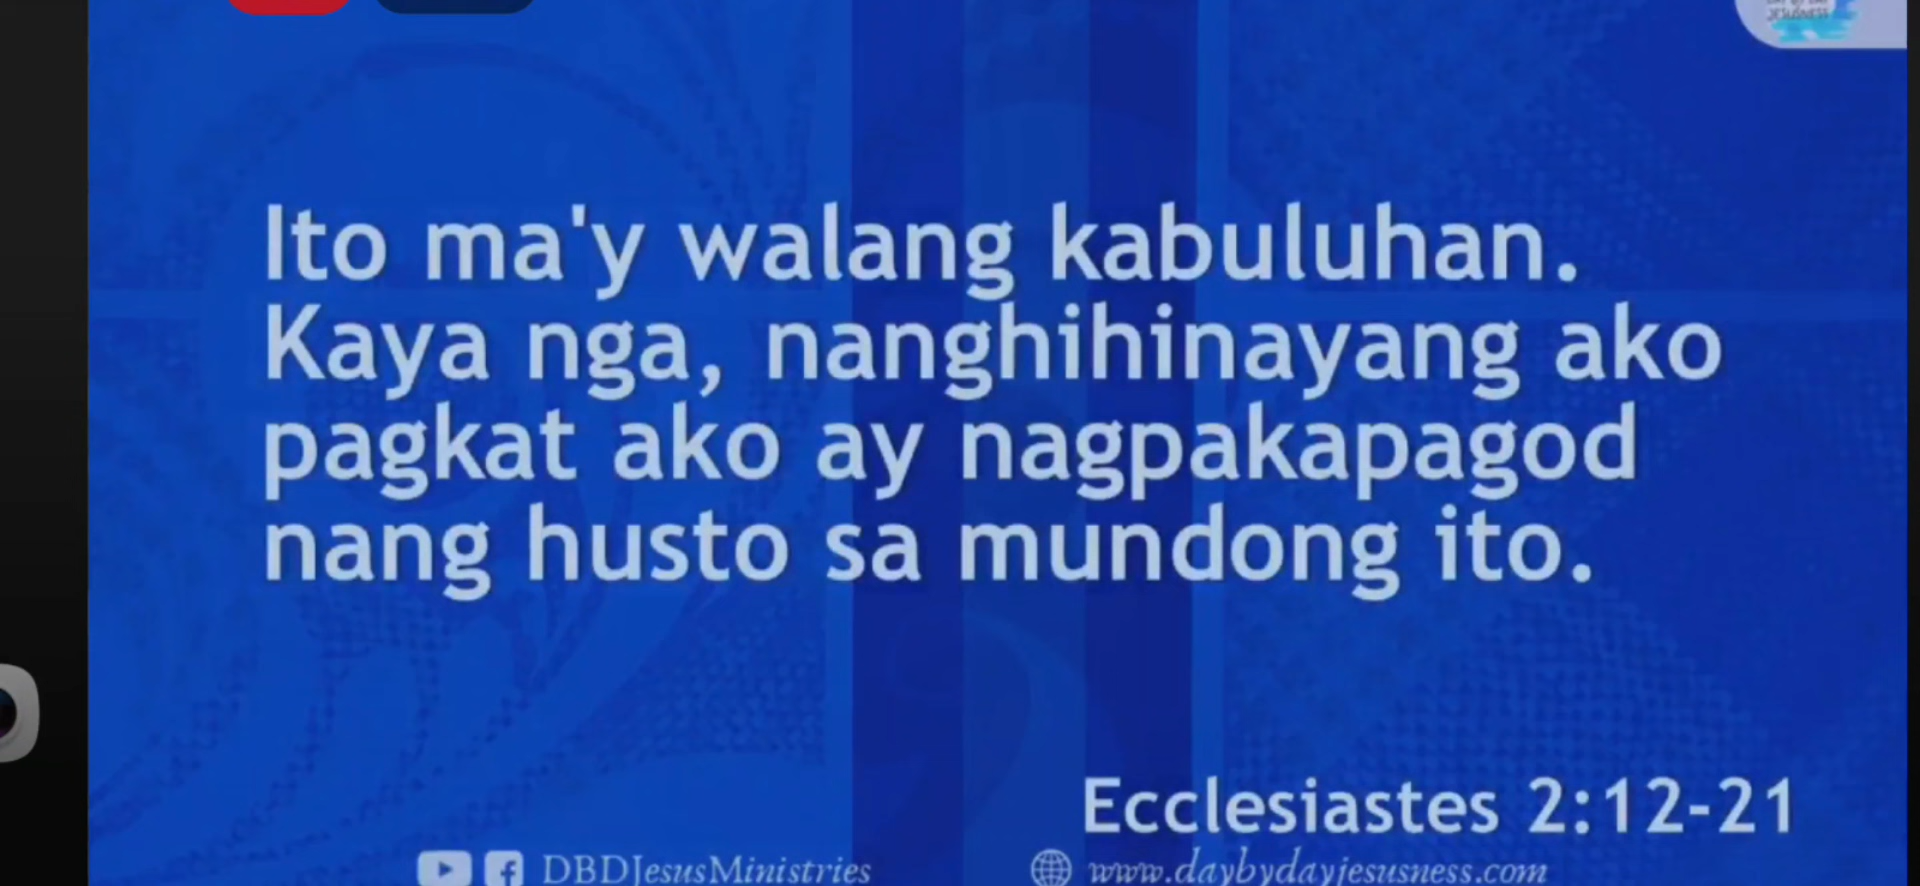 Ito ma'y walang kabuluhan.
Kaya nga, nanghihinayang ako
pagkat ako ay nagpakapagod
nang husto sa mundong ito.
Ecclesiastes 2:12-21
DBDJesusMinistries
www.daybydayjesusness.com